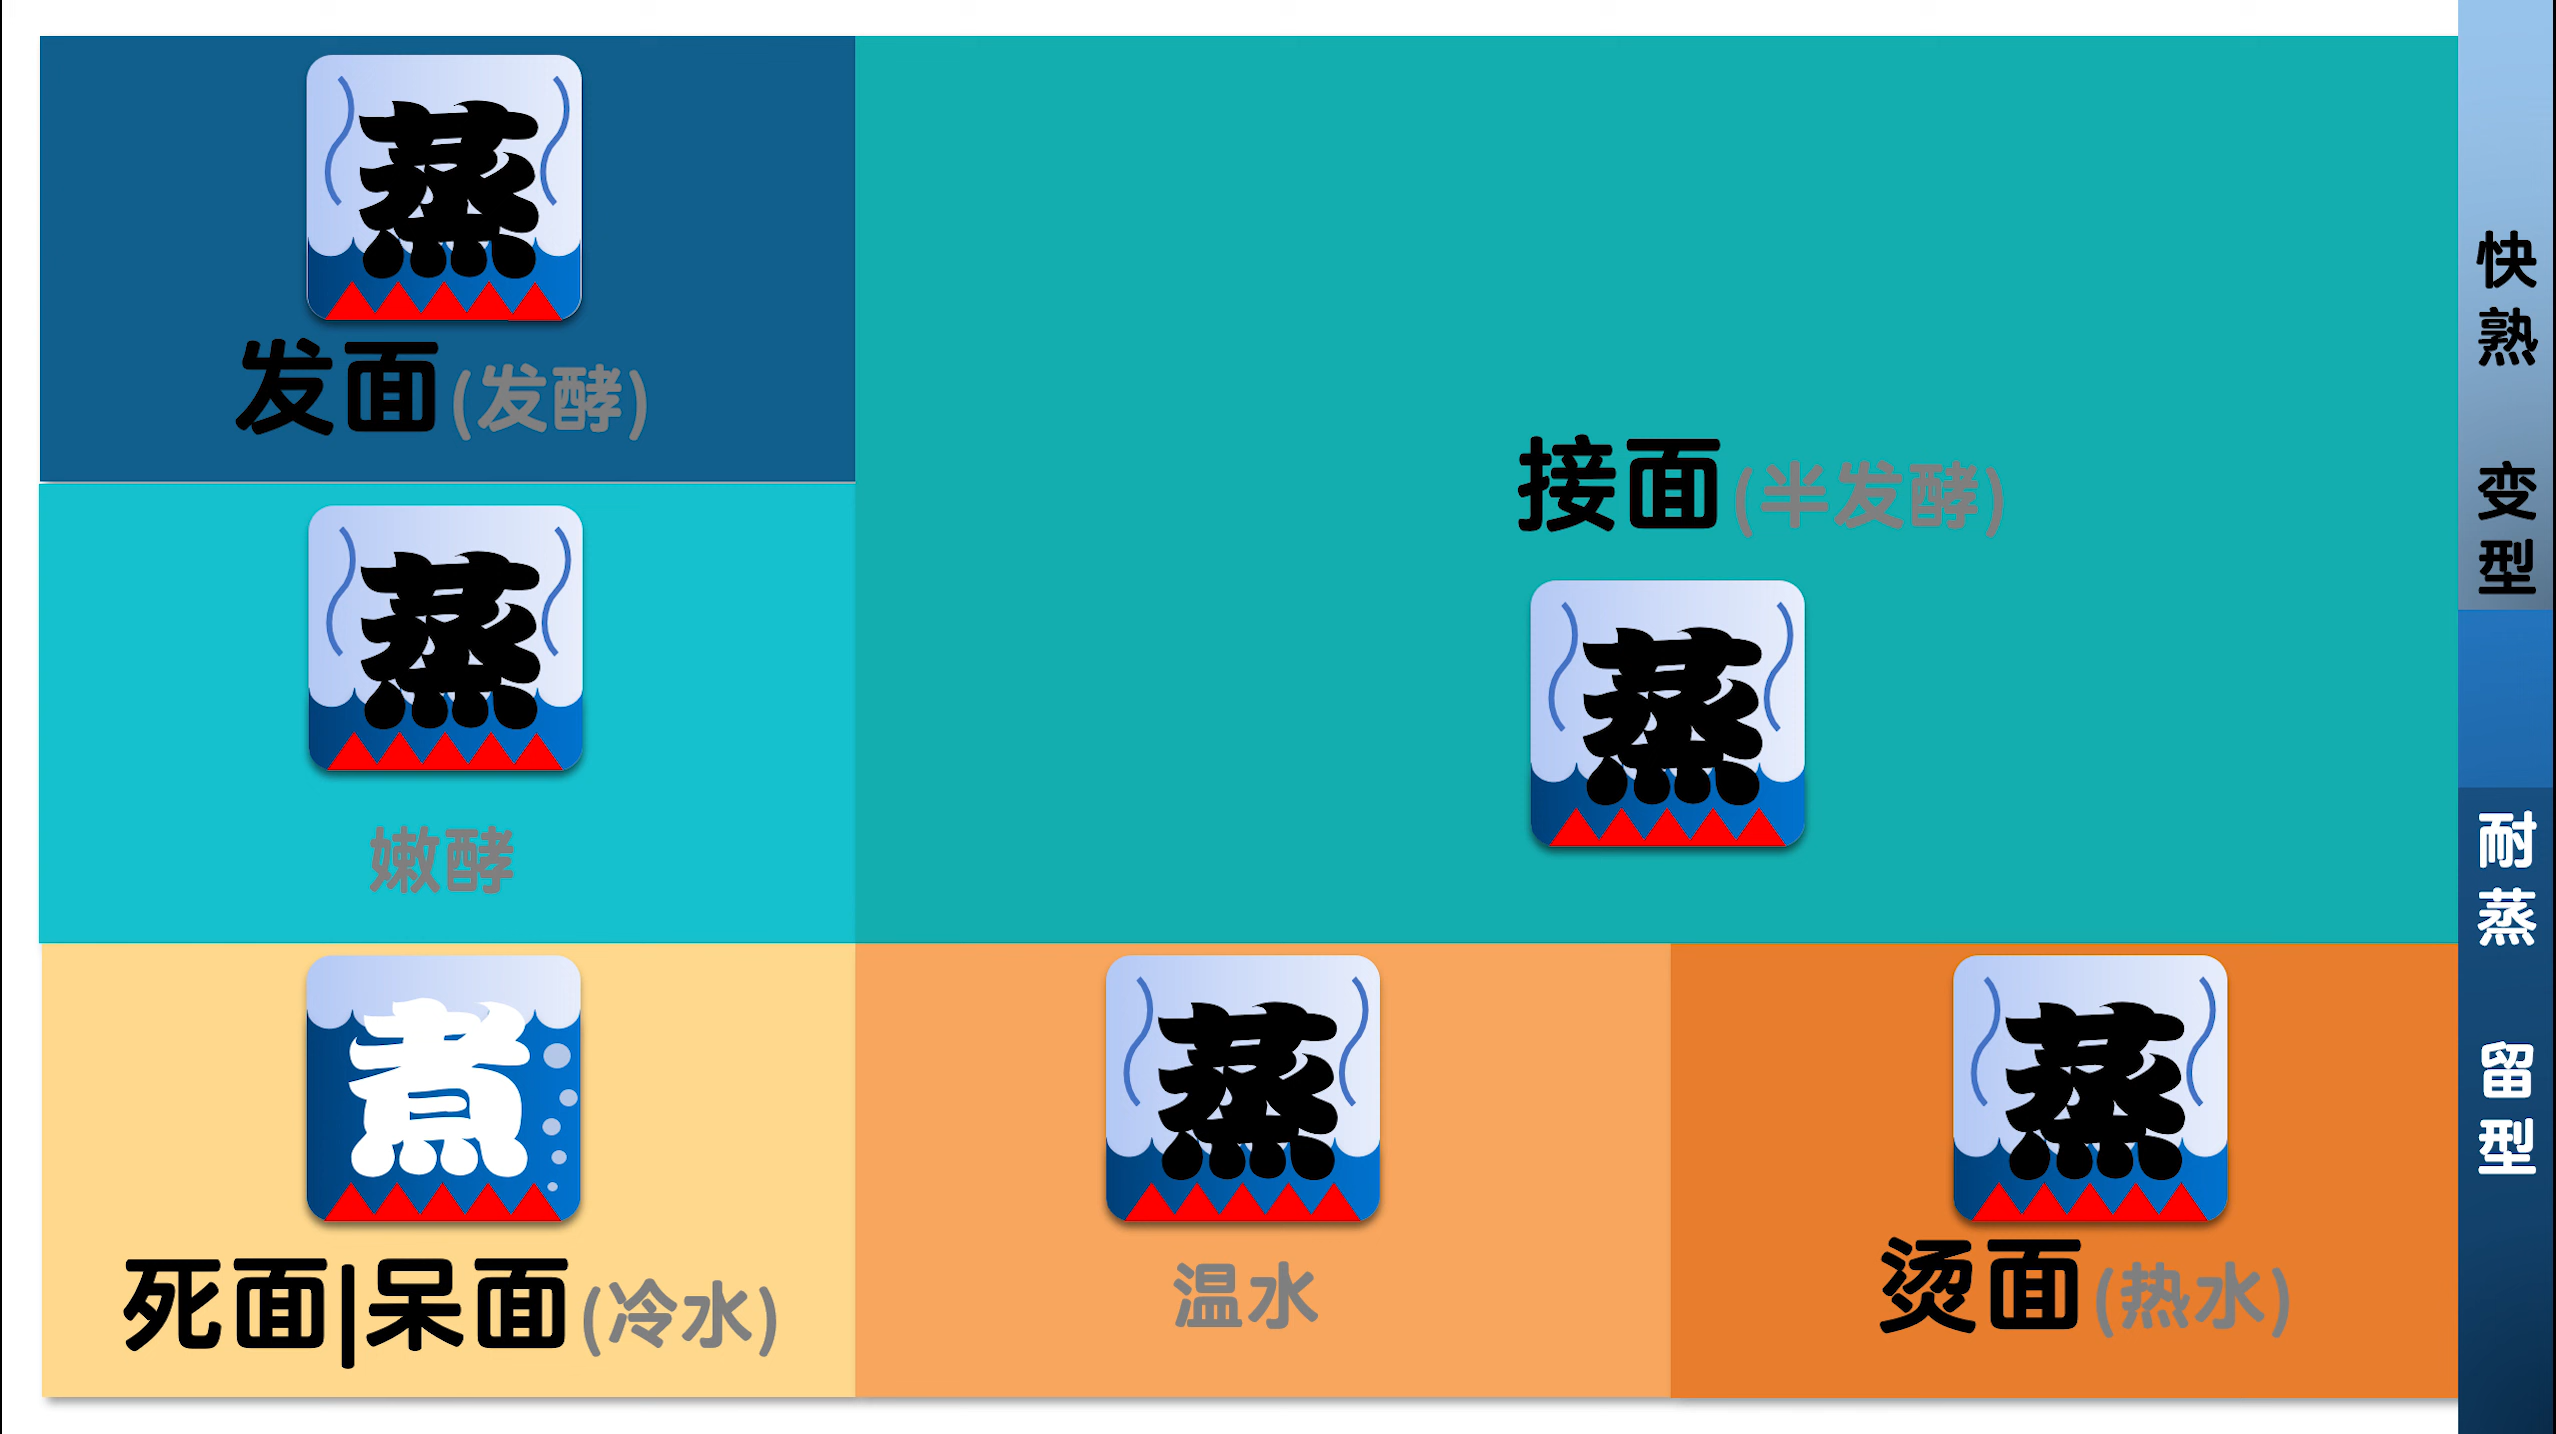 蒸
发面(发酵)
接面(半发酵)
蒸
蒸
嫩酵
煮
死面|呆面(冷水)
蒸
温水
蒸
烫面(热水)
快熟 变型
耐蒸 留型